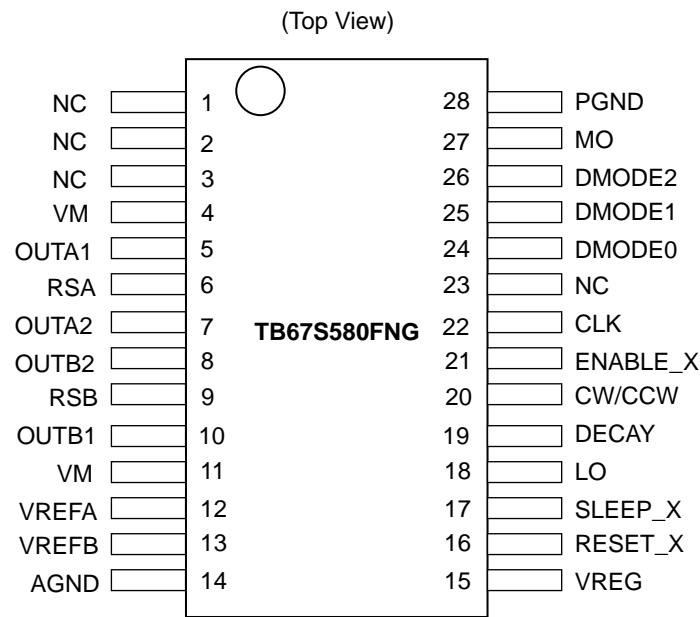 (Top View)
NC 1 28 PGND
NC 2 27 MO
NC 3 26 DMODE2
VM 4 25 DMODE1
OUTA1 5 24 DMODE0
RSA 6 23 NC
OUTA2 7 TB67S580FNG 22 CLK
OUTB2 8 21 ENABLE_X
RSB 9 20 CW/CCW
OUTB1 10 19 DECAY
VM 11 18 LO
VREFA 12 17 SLEEP_X
VREFB 13 16 RESET_X
AGND 14 15 VREG